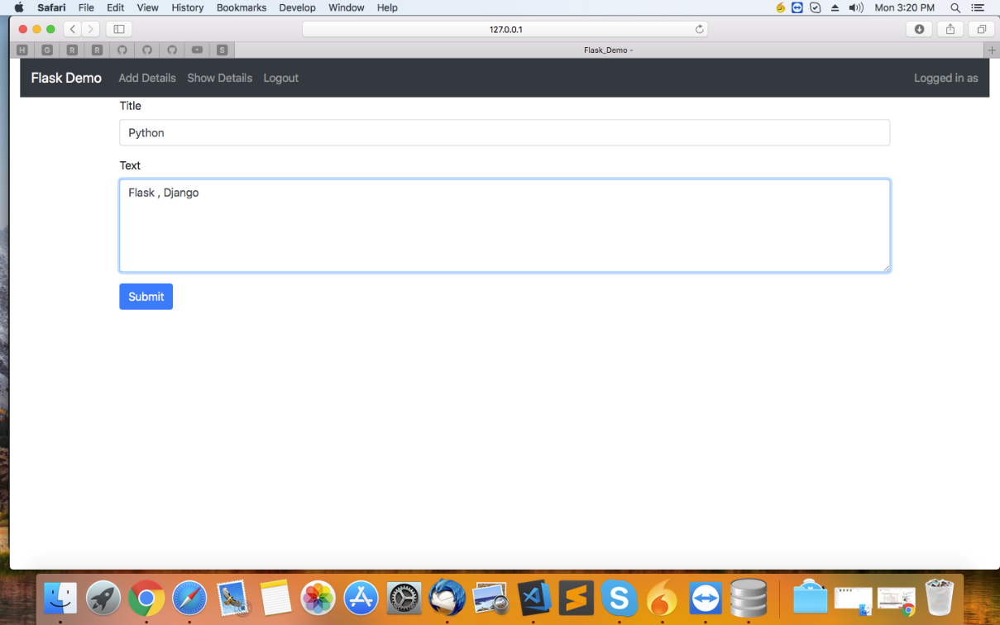 Safari File Edit View History Bookmarks Develop Window Help Mon 3:20 PM
127.0.0.1
H G R R S Flask_Demo -
Flask Demo Add Details Show Details Logout Logged in as
Title
Python
Text
Flask , Django
Submit